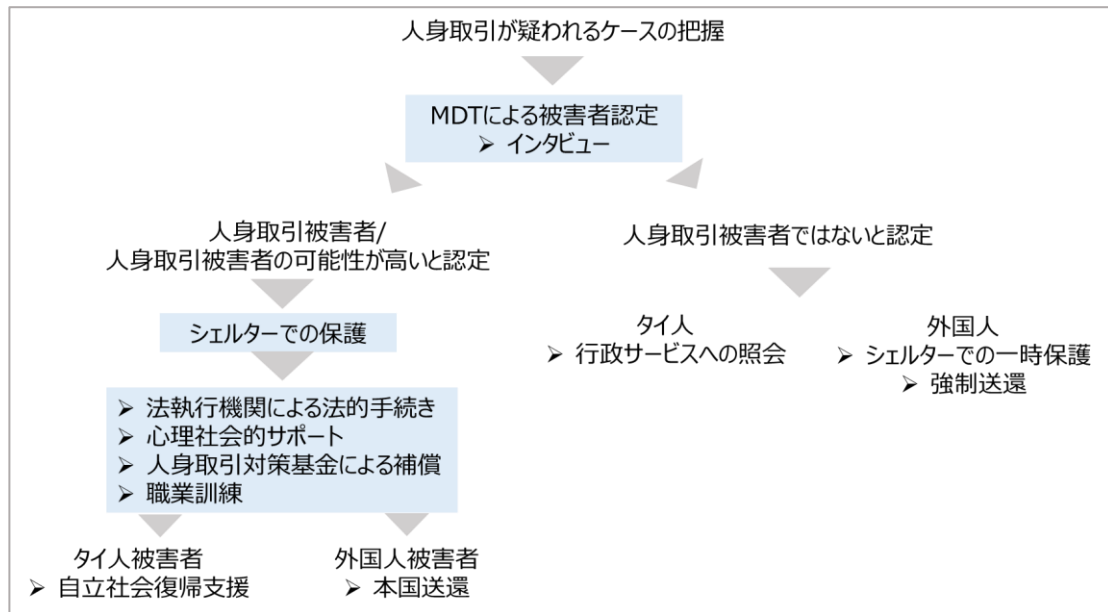 人身取引が疑われるケースの把握
MDTによる被害者認定
➢ インタビュー
人身取引被害者/
人身取引被害者の可能性が高いと認定
人身取引被害者ではないと認定
シェルターでの保護
タイ人
➢ 行政サービスへの照会
外国人
➢ シェルターでの一時保護
➢ 強制送還
➢ 法執行機関による法的手続き
➢ 心理社会的サポート
➢ 人身取引対策基金による補償
➢ 職業訓練
タイ人被害者
➢ 自立社会復帰支援
外国人被害者
➢ 本国送還